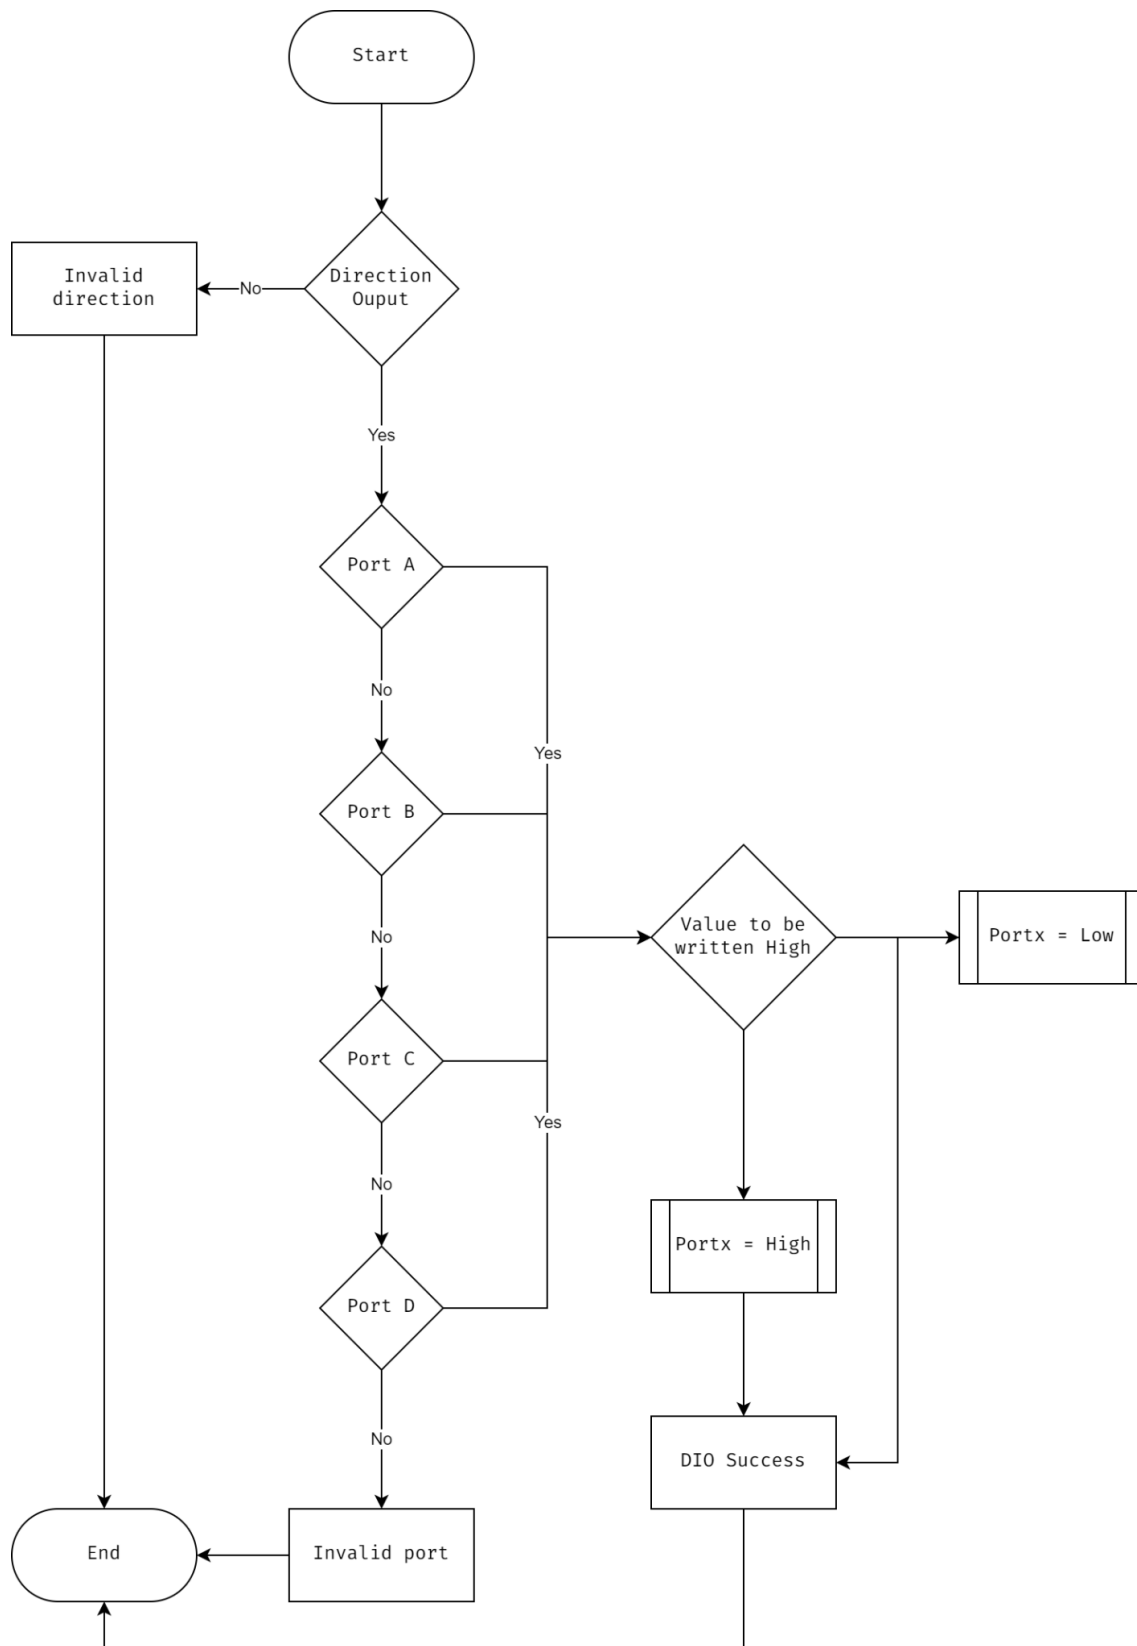 Start
Direction
Ouput
No
Invalid
direction
Yes
Port A
No
Yes
Port B
No
Value to be
written High
Portx = Low
Port C
Yes
No
Portx = High
Port D
No
DIO Success
Invalid port
End